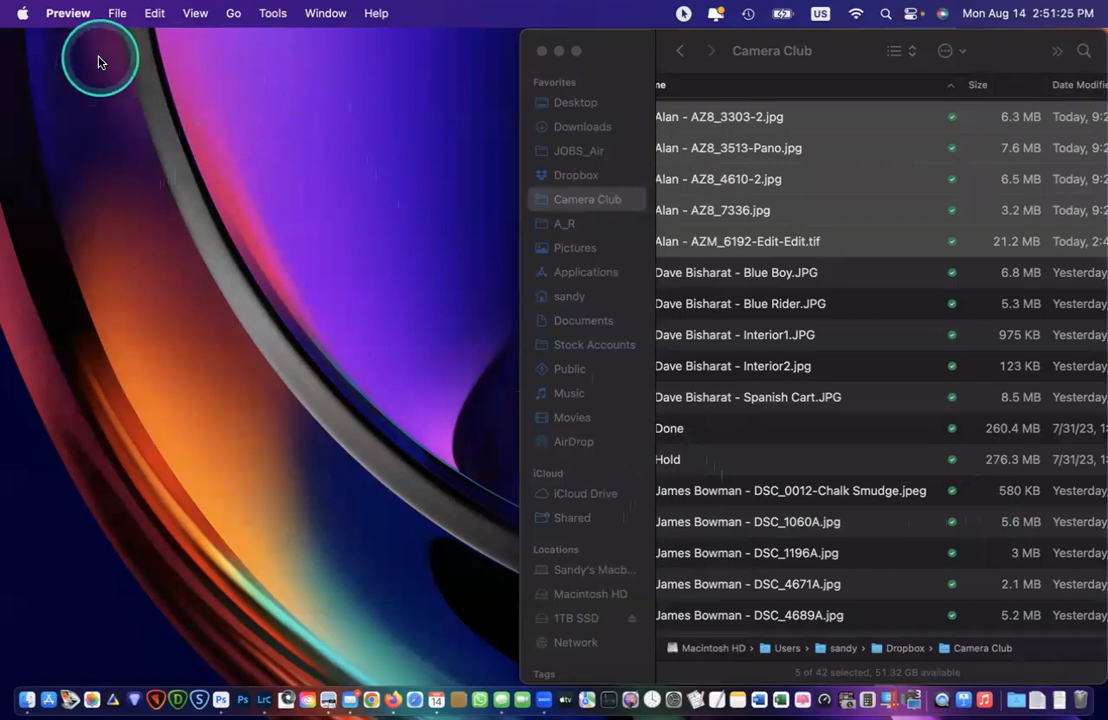 Preview File Edit View Go Tools Window Help US Mon Aug 14 2:51:25 PM
Camera Club
Favorites
Desktop
Downloads
JOBS_Air
Dropbox
Camera Club
A_R
Pictures
Applications
sandy
Documents
Stock Accounts
Public
Music
Movies
AirDrop
iCloud
iCloud Drive
Shared
Locations
Sandy's Macb...
Macintosh HD
1TB SSD
Network
Tags
me Size Date Modifie
Alan - AZ8_3303-2.jpg 6.3 MB Today, 9:2
Alan - AZ8_3513-Pano.jpg 7.6 MB Today, 9:2
Alan - AZ8_4610-2.jpg 6.5 MB Today, 9:2
Alan - AZ8_7336.jpg 3.2 MB Today, 9:2
Alan - AZM_6192-Edit-Edit.tif 21.2 MB Today, 2:4
Dave Bisharat - Blue Boy.JPG 6.8 MB Yesterday
Dave Bisharat - Blue Rider.JPG 5.3 MB Yesterday,
Dave Bisharat - Interior1.JPG 975 KB Yesterday
Dave Bisharat - Interior2.jpg 123 KB Yesterday,
Dave Bisharat - Spanish Cart.JPG 8.5 MB Yesterday
Done 260.4 MB 7/31/23, 1
Hold 276.3 MB 7/31/23, 1
James Bowman - DSC_0012-Chalk Smudge.jpeg 580 KB Yesterday
James Bowman - DSC_1060A.jpg 5.6 MB Yesterday,
James Bowman - DSC_1196A.jpg 3 MB Yesterday
James Bowman - DSC_4671A.jpg 2.1 MB Yesterday,
James Bowman - DSC_4689A.jpg 5.2 MB Yesterday
Macintosh HD › Users › sandy › Dropbox › Camera Club
5 of 42 selected, 51.32 GB available
D S Ps Ps Lrc 14 tv W W 3